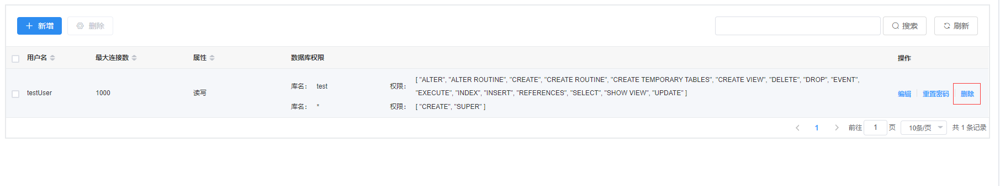 新增 删除 搜索 刷新
用户名 最大连接数 属性 数据库权限 操作
testUser 1000 读写 库名： test 权限： [ "ALTER", "ALTER ROUTINE", "CREATE", "CREATE ROUTINE", "CREATE TEMPORARY TABLES", "CREATE VIEW", "DELETE", "DROP", "EVENT",
"EXECUTE", "INDEX", "INSERT", "REFERENCES", "SELECT", "SHOW VIEW", "UPDATE" ]
库名： * 权限： [ "CREATE", "SUPER" ]
编辑 重置密码 删除
1 前往 1 页 10条/页 共 1 条记录